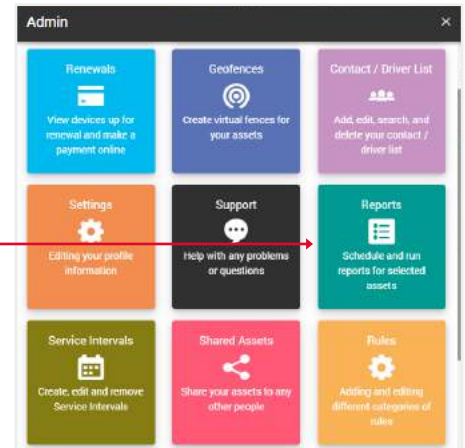 Admin
Renewals
View devices up for
renewal and make a
payment online
Geofences
Create virtual fences for
your assets
Contact / Driver List
Add, edit, search, and
delete your contact /
driver list
Settings
Editing your profile
information
Support
Help with any problems
or questions
Reports
Schedule and run
reports for selected
assets
Service Intervals
Create, edit and remove
Service Intervals
Shared Assets
Share your assets to any
other people
Rules
Adding and editing
different categories of
rules